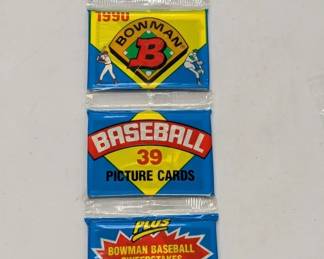 1990
BOWMAN
B
BASEBALL
39
PICTURE CARDS
PLUS
BOWMAN BASEBALL
SWEEPSTAKES